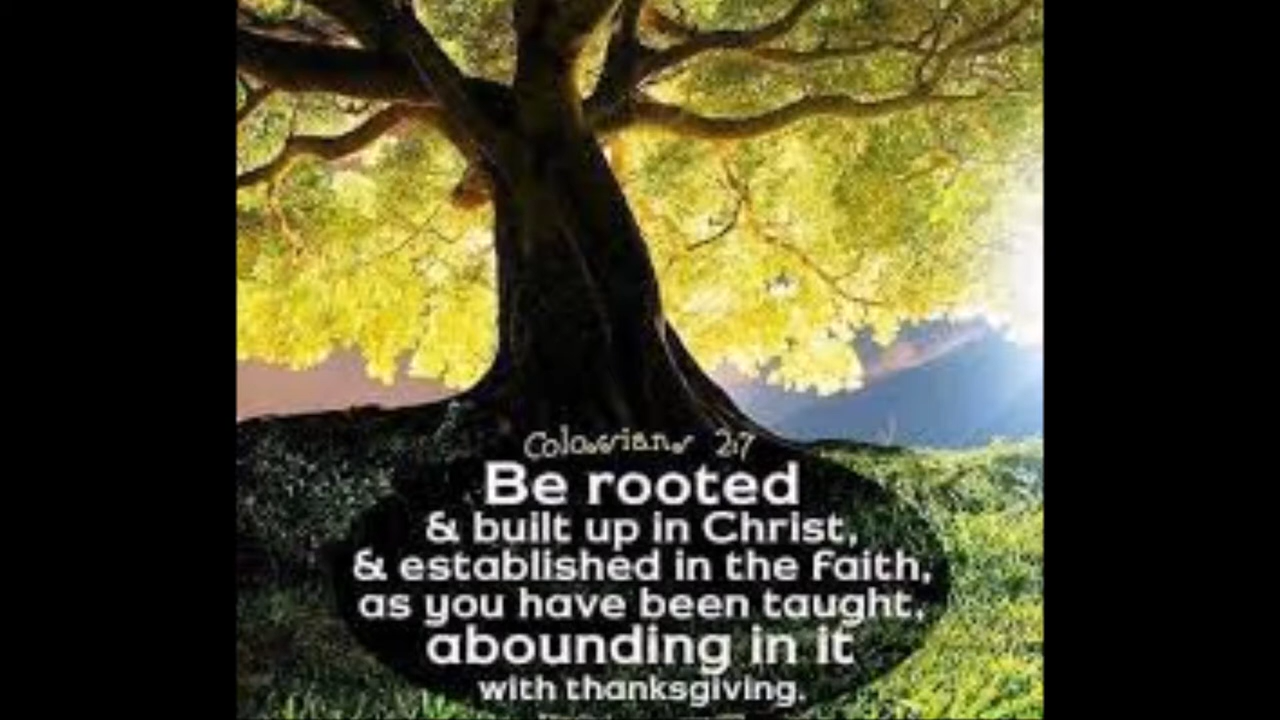 Colossians 2:7
Be rooted
& built up in Christ,
& established in the faith,
as you have been taught,
abounding in it
with thanksgiving.